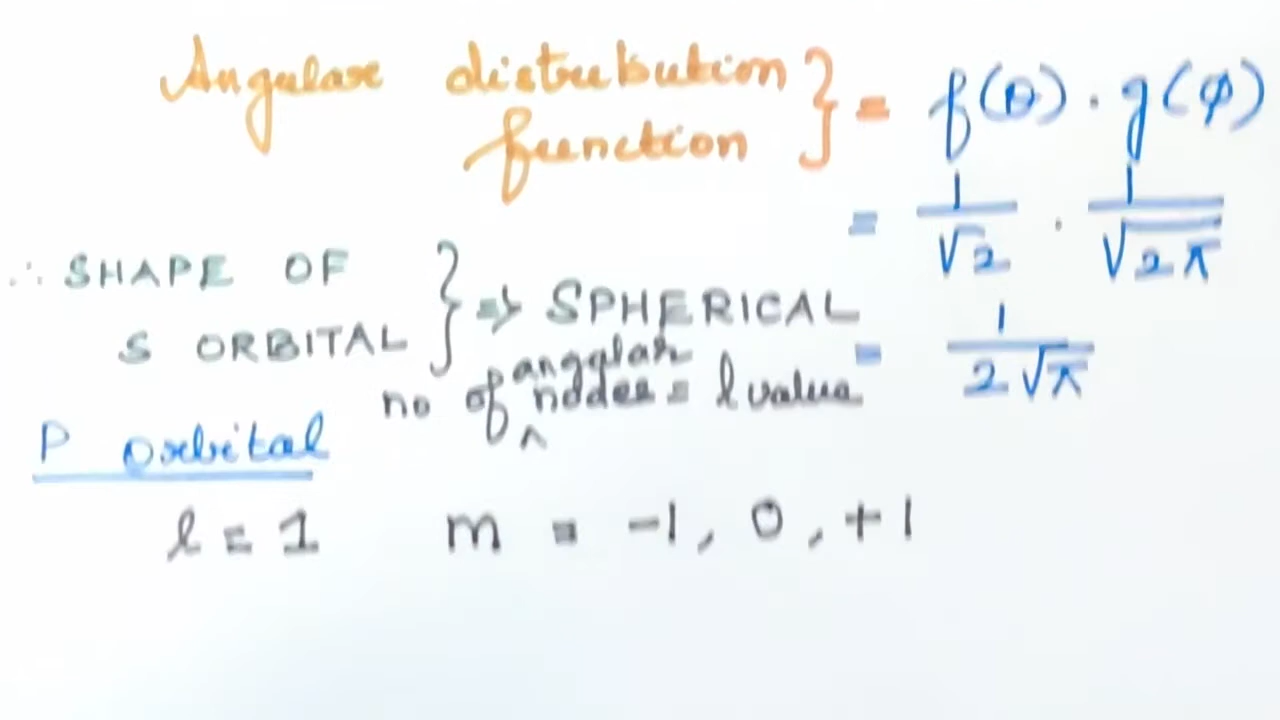 Angular distribution } = f(θ) . g(φ)
function
= 1/√2 . 1/√2π
∴ SHAPE OF
S ORBITAL } => SPHERICAL
= 1/2√π
no of angular nodes = l value
P orbital
l = 1 m = -1, 0, +1